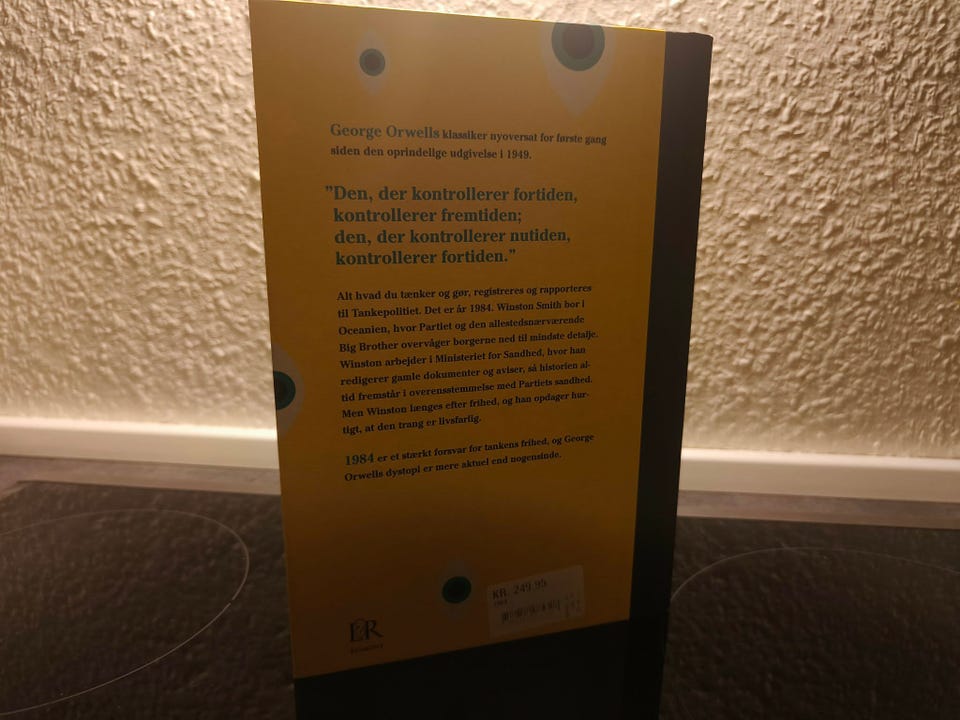 George Orwells klassiker nyoversat for første gang
siden den oprindelige udgivelse i 1949.
”Den, der kontrollerer fortiden,
kontrollerer fremtiden;
den, der kontrollerer nutiden,
kontrollerer fortiden.”
Alt hvad du tænker og gør, registreres og rapporteres
til Tankepolitiet. Det er år 1984. Winston Smith bor i
Oceanien, hvor Partiet og den allestedsnærværende
Big Brother overvåger borgerne ned til mindste detalje.
Winston arbejder i Ministeriet for Sandhed, hvor han
redigerer gamle dokumenter og aviser, så historien al-
tid fremstår i overensstemmelse med Partiets sandhed.
Men Winston længes efter frihed, og han opdager hur-
tigt, at den trang er livsfarlig.
1984 er et stærkt forsvar for tankens frihed, og George
Orwells dystopi er mere aktuel end nogensinde.
KR. 249.95
1984